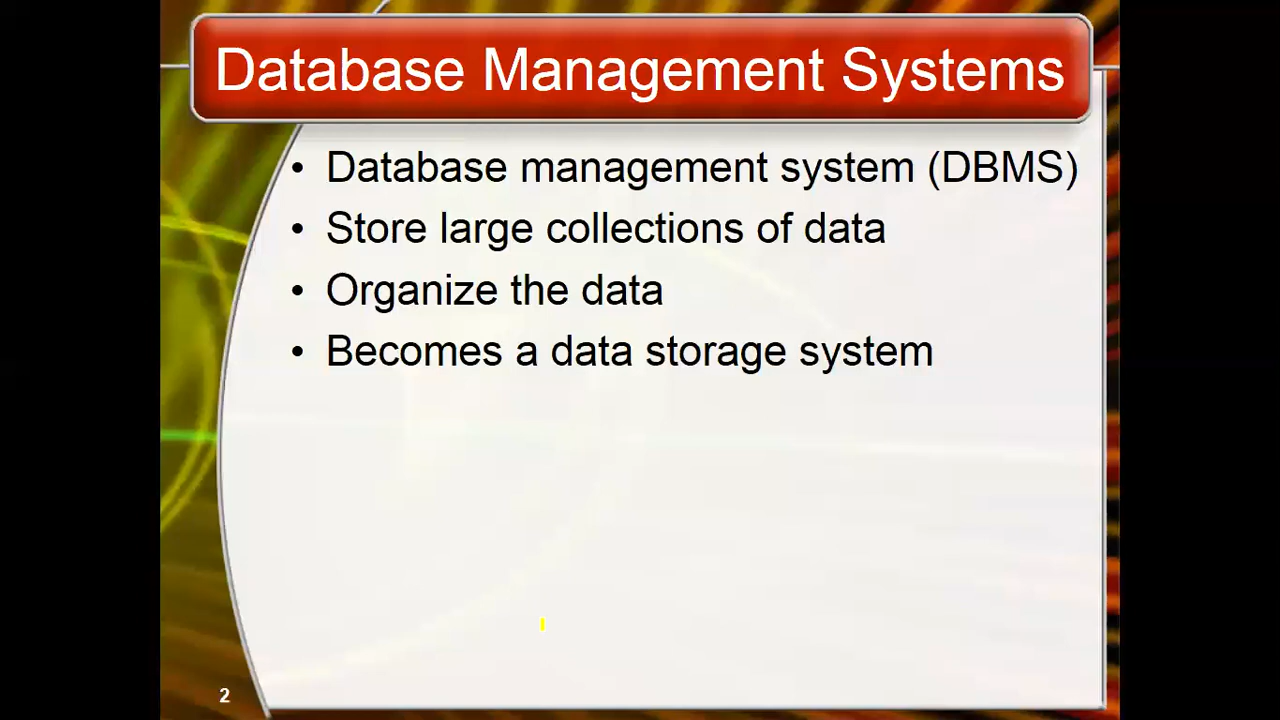 Database Management Systems
• Database management system (DBMS)
• Store large collections of data
• Organize the data
• Becomes a data storage system
2